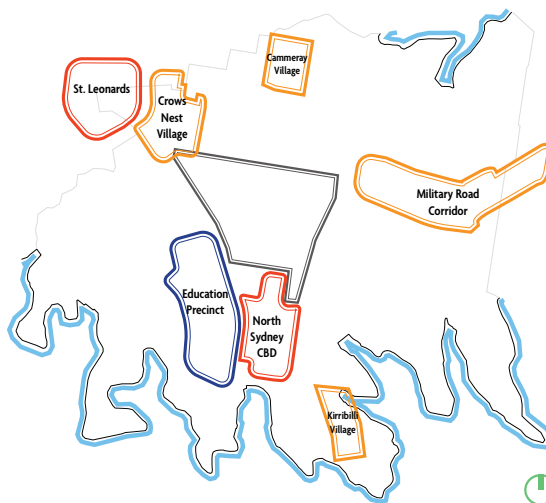 Cammeray
Village
St. Leonards
Crows
Nest
Village
Military Road
Corridor
Education
Precinct
North
Sydney
CBD
Kirribilli
Village